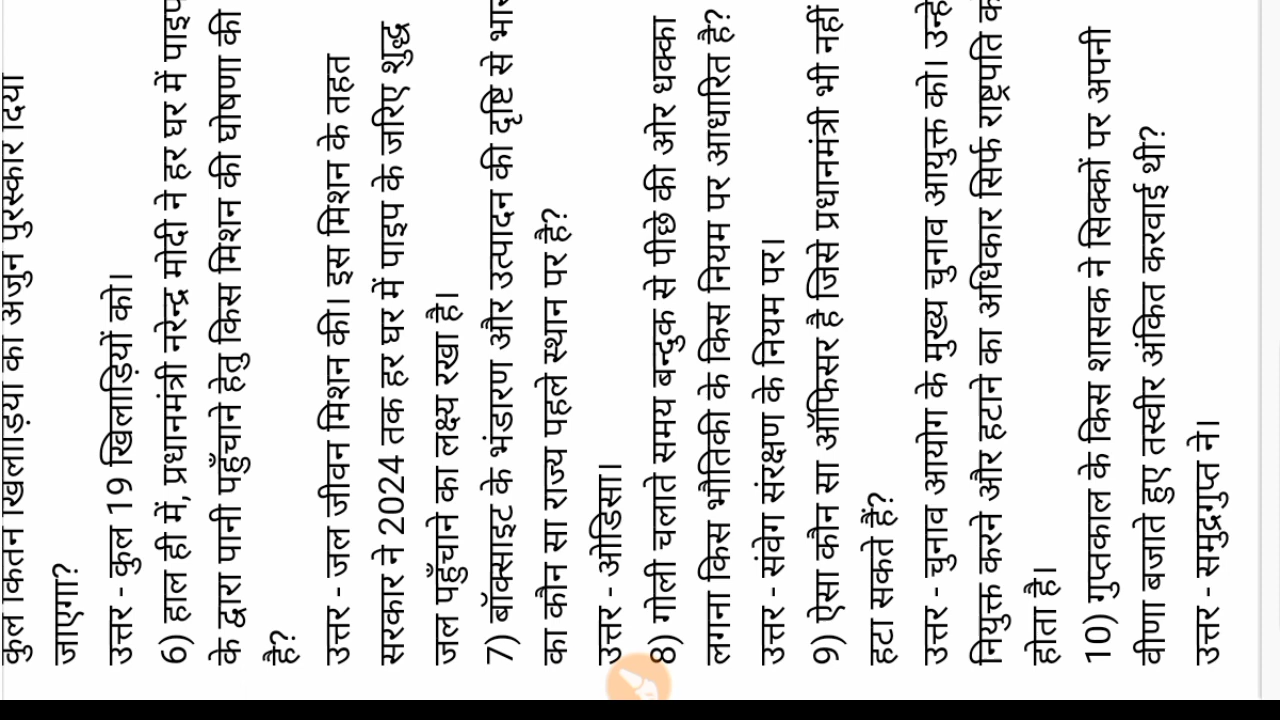 कुल कितने खिलाड़ियों को अर्जुन पुरस्कार दिया
जाएगा?
उत्तर - कुल 19 खिलाड़ियों को।
6) हाल ही में, प्रधानमंत्री नरेन्द्र मोदी ने हर घर में पाइप
के द्वारा पानी पहुँचाने हेतु किस मिशन की घोषणा की
हैं?
उत्तर - जल जीवन मिशन की। इस मिशन के तहत
सरकार ने 2024 तक हर घर में पाइप के जरिए शुद्ध
जल पहुँचाने का लक्ष्य रखा है।
7) बॉक्साइट के भंडारण और उत्पादन की दृष्टि से
का कौन सा राज्य पहले स्थान पर हैं?
उत्तर - ओडिसा।
8) गोली चलाते समय बन्दुक से पीछे की ओर धक्का
लगना किस भौतिकी के किस नियम पर आधारित है?
उत्तर - संवेग संरक्षण के नियम पर।
9) ऐसा कौन सा ऑफिसर है जिसे प्रधानमंत्री भी नहीं
हटा सकते हैं?
उत्तर - चुनाव आयोग के मुख्य चुनाव आयुक्त को। उन्हे
नियुक्त करने और हटाने का अधिकार सिर्फ राष्ट्रपति
होता है।
10) गुप्तकाल के किस शासक ने सिक्कों पर अपनी
वीणा बजाते हुए तस्वीर अंकित करवाई थी?
उत्तर - समुद्रगुप्त ने।